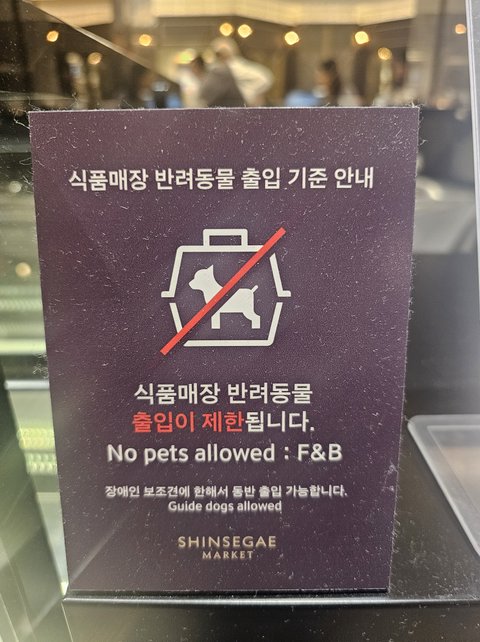 식품매장 반려동물 출입 기준 안내
식품매장 반려동물
출입이 제한됩니다.
No pets allowed : F&B
장애인 보조견에 한해서 동반 출입 가능합니다.
Guide dogs allowed
SHINSEGAE
MARKET